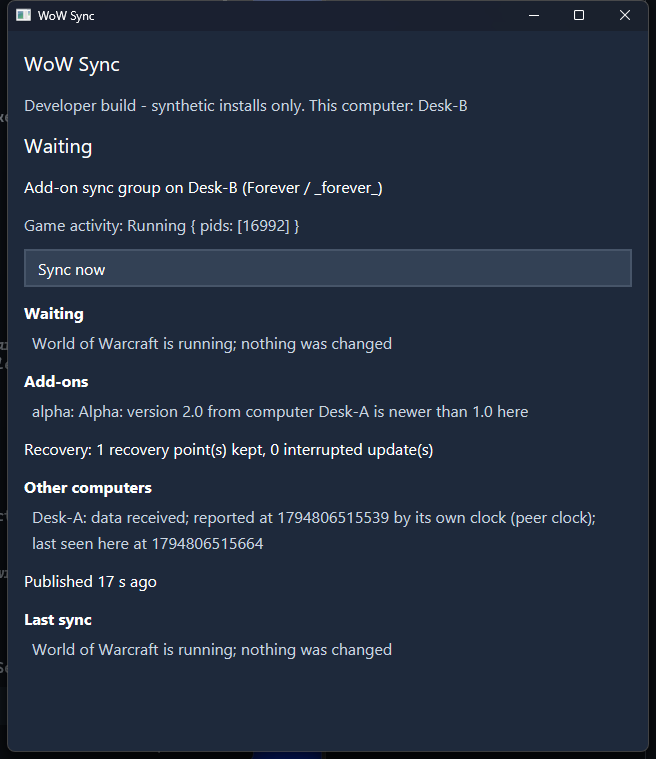 WoW Sync
WoW Sync
Developer build - synthetic installs only. This computer: Desk-B
Waiting
Add-on sync group on Desk-B (Forever / _forever_)
Game activity: Running { pids: [16992] }
Sync now
Waiting
World of Warcraft is running; nothing was changed
Add-ons
alpha: Alpha: version 2.0 from computer Desk-A is newer than 1.0 here
Recovery: 1 recovery point(s) kept, 0 interrupted update(s)
Other computers
Desk-A: data received; reported at 1794806515539 by its own clock (peer clock);
last seen here at 1794806515664
Published 17 s ago
Last sync
World of Warcraft is running; nothing was changed